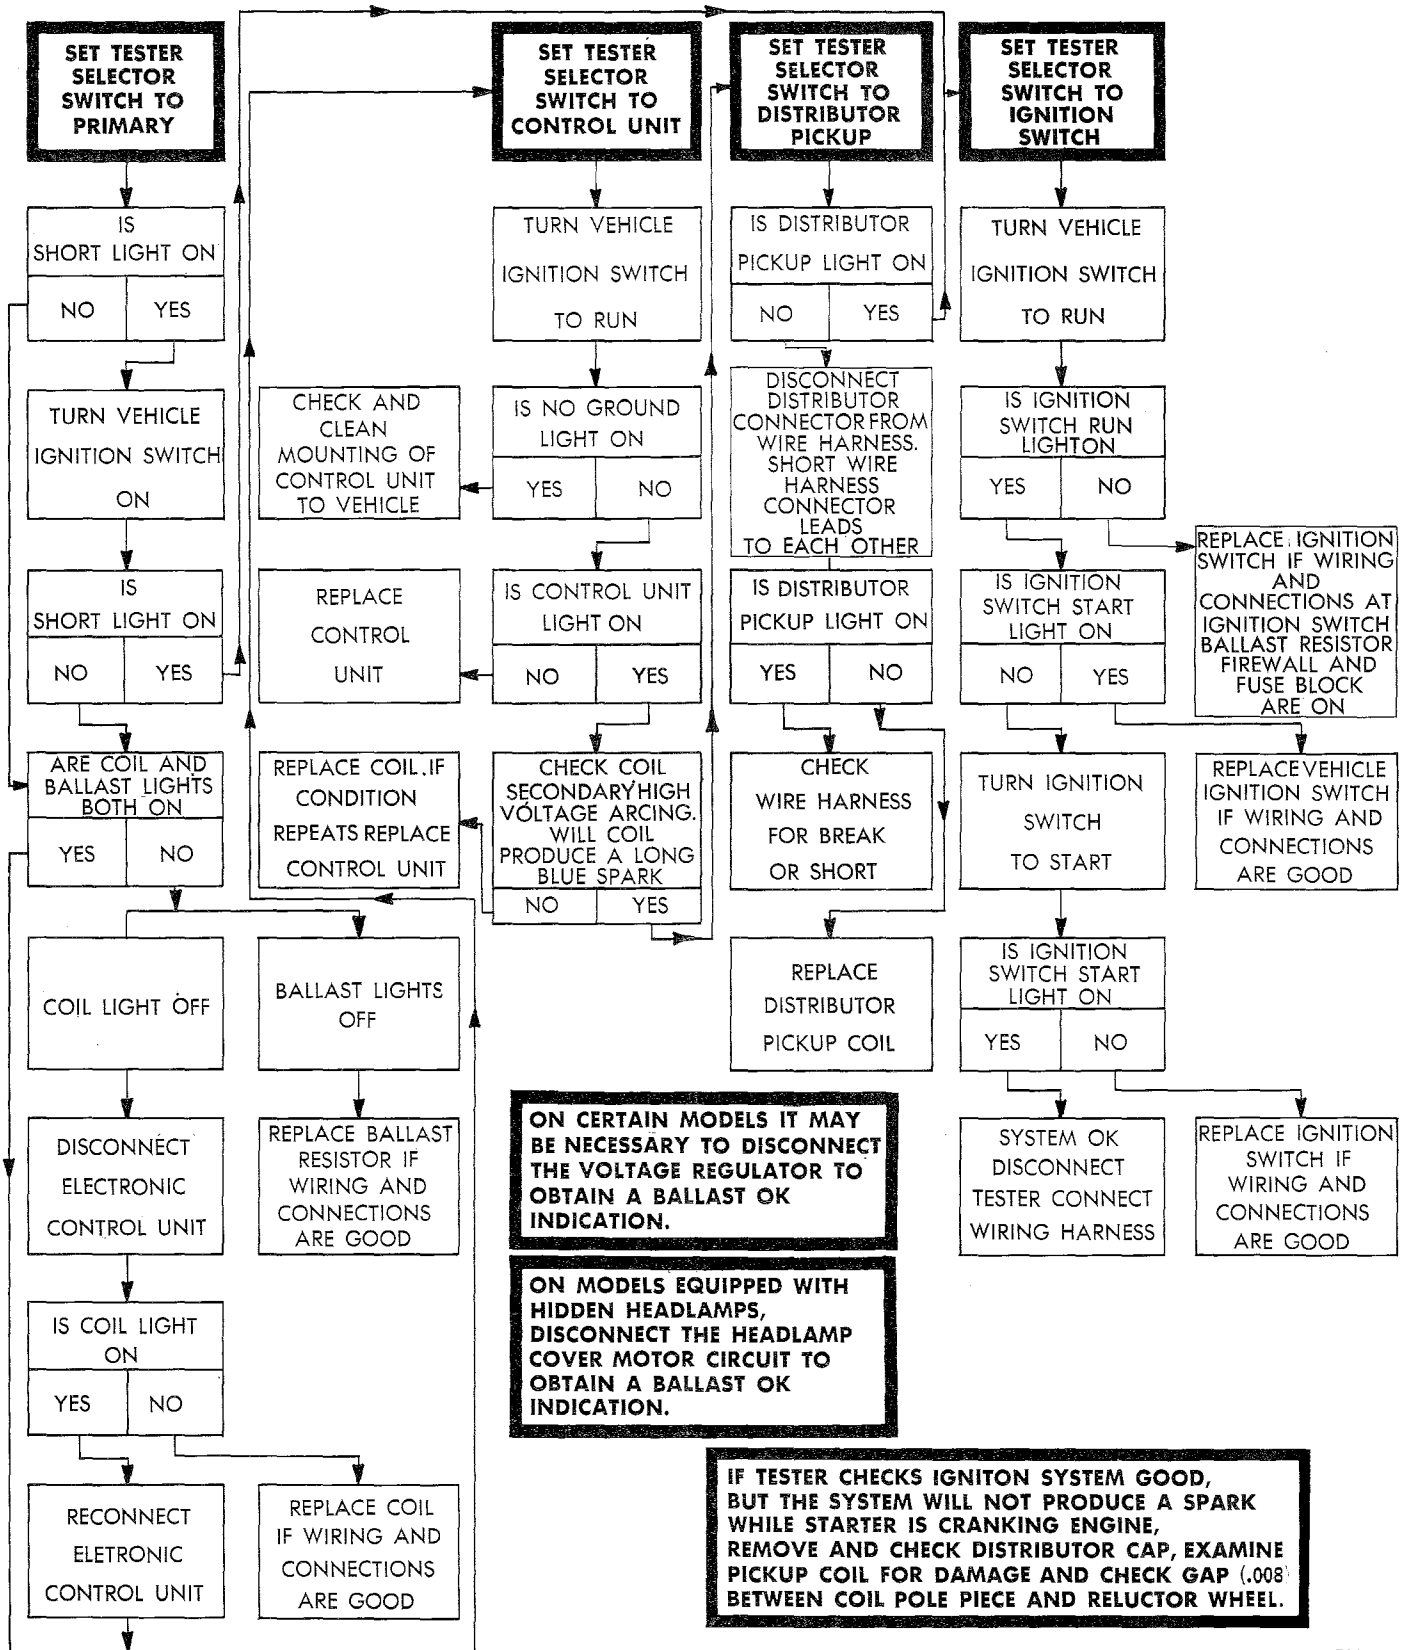 SET TESTER
SELECTOR
SWITCH TO
PRIMARY
IS
SHORT LIGHT ON
NO
YES
TURN VEHICLE
IGNITION SWITCH
ON
IS
SHORT LIGHT ON
NO
YES
ARE COIL AND
BALLAST LIGHTS
BOTH ON
YES
NO
COIL LIGHT OFF
BALLAST LIGHTS
OFF
DISCONNECT
ELECTRONIC
CONTROL UNIT
REPLACE BALLAST
RESISTOR IF
WIRING AND
CONNECTIONS
ARE GOOD
IS COIL LIGHT
ON
YES
NO
RECONNECT
ELETRONIC
CONTROL UNIT
REPLACE COIL
IF WIRING AND
CONNECTIONS
ARE GOOD
SET TESTER
SELECTOR
SWITCH TO
CONTROL UNIT
TURN VEHICLE
IGNITION SWITCH
TO RUN
IS NO GROUND
LIGHT ON
YES
NO
CHECK AND
CLEAN
MOUNTING OF
CONTROL UNIT
TO VEHICLE
IS CONTROL UNIT
LIGHT ON
NO
YES
REPLACE
CONTROL
UNIT
CHECK COIL
SECONDARY HIGH
VOLTAGE ARCING.
WILL COIL
PRODUCE A LONG
BLUE SPARK
NO
YES
REPLACE COIL. IF
CONDITION
REPEATS REPLACE
CONTROL UNIT
SET TESTER
SELECTOR
SWITCH TO
DISTRIBUTOR
PICKUP
IS DISTRIBUTOR
PICKUP LIGHT ON
NO
YES
DISCONNECT
DISTRIBUTOR
CONNECTOR FROM
WIRE HARNESS.
SHORT WIRE
HARNESS
CONNECTOR
LEADS
TO EACH OTHER
IS DISTRIBUTOR
PICKUP LIGHT ON
YES
NO
CHECK
WIRE HARNESS
FOR BREAK
OR SHORT
REPLACE
DISTRIBUTOR
PICKUP COIL
SET TESTER
SELECTOR
SWITCH TO
IGNITION
SWITCH
TURN VEHICLE
IGNITION SWITCH
TO RUN
IS IGNITION
SWITCH RUN
LIGHT ON
YES
NO
REPLACE IGNITION
SWITCH IF WIRING
AND
CONNECTIONS AT
IGNITION SWITCH
BALLAST RESISTOR
FIREWALL AND
FUSE BLOCK
ARE ON
IS IGNITION
SWITCH START
LIGHT ON
NO
YES
TURN IGNITION
SWITCH
TO START
REPLACE VEHICLE
IGNITION SWITCH
IF WIRING AND
CONNECTIONS
ARE GOOD
IS IGNITION
SWITCH START
LIGHT ON
YES
NO
SYSTEM OK
DISCONNECT
TESTER CONNECT
WIRING HARNESS
REPLACE IGNITION
SWITCH IF
WIRING AND
CONNECTIONS
ARE GOOD
ON CERTAIN MODELS IT MAY
BE NECESSARY TO DISCONNECT
THE VOLTAGE REGULATOR TO
OBTAIN A BALLAST OK
INDICATION.
ON MODELS EQUIPPED WITH
HIDDEN HEADLAMPS,
DISCONNECT THE HEADLAMP
COVER MOTOR CIRCUIT TO
OBTAIN A BALLAST OK
INDICATION.
IF TESTER CHECKS IGNITON SYSTEM GOOD,
BUT THE SYSTEM WILL NOT PRODUCE A SPARK
WHILE STARTER IS CRANKING ENGINE,
REMOVE AND CHECK DISTRIBUTOR CAP, EXAMINE
PICKUP COIL FOR DAMAGE AND CHECK GAP (.008)
BETWEEN COIL POLE PIECE AND RELUCTOR WHEEL.